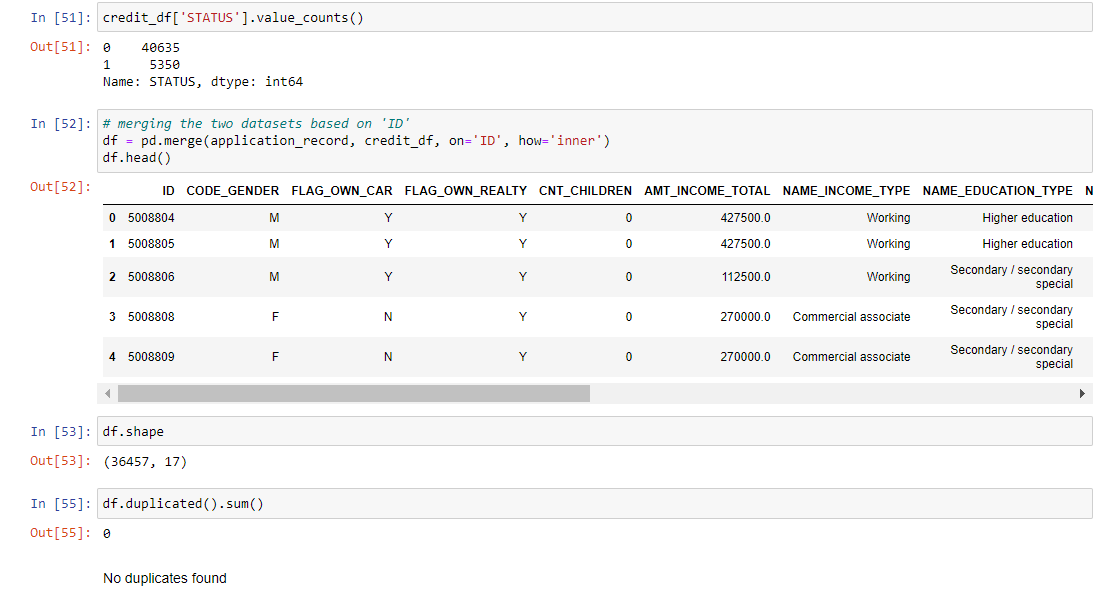 In [51]: credit_df['STATUS'].value_counts()
Out[51]: 0    40635
1     5350
Name: STATUS, dtype: int64
In [52]: # merging the two datasets based on 'ID'
df = pd.merge(application_record, credit_df, on='ID', how='inner')
df.head()
Out[52]:
ID CODE_GENDER FLAG_OWN_CAR FLAG_OWN_REALTY CNT_CHILDREN AMT_INCOME_TOTAL NAME_INCOME_TYPE NAME_EDUCATION_TYPE N
0 5008804 M Y Y 0 427500.0 Working Higher education
1 5008805 M Y Y 0 427500.0 Working Higher education
2 5008806 M Y Y 0 112500.0 Working Secondary / secondary
special
3 5008808 F N Y 0 270000.0 Commercial associate Secondary / secondary
special
4 5008809 F N Y 0 270000.0 Commercial associate Secondary / secondary
special
In [53]: df.shape
Out[53]: (36457, 17)
In [55]: df.duplicated().sum()
Out[55]: 0
No duplicates found